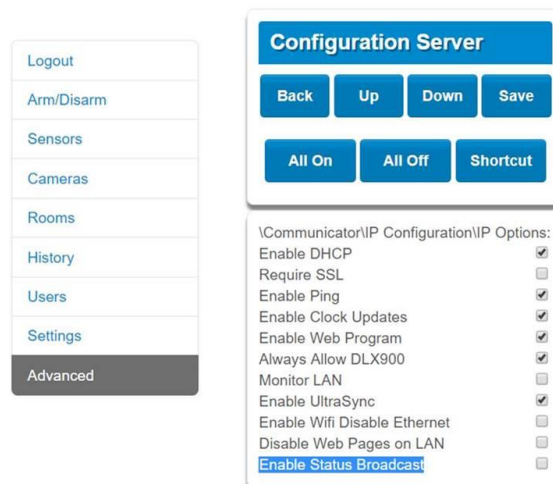 Logout
Arm/Disarm
Sensors
Cameras
Rooms
History
Users
Settings
Advanced
Configuration Server
Back Up Down Save
All On All Off Shortcut
\Communicator\IP Configuration\IP Options:
Enable DHCP
Require SSL
Enable Ping
Enable Clock Updates
Enable Web Program
Always Allow DLX900
Monitor LAN
Enable UltraSync
Enable Wifi Disable Ethernet
Disable Web Pages on LAN
Enable Status Broadcast